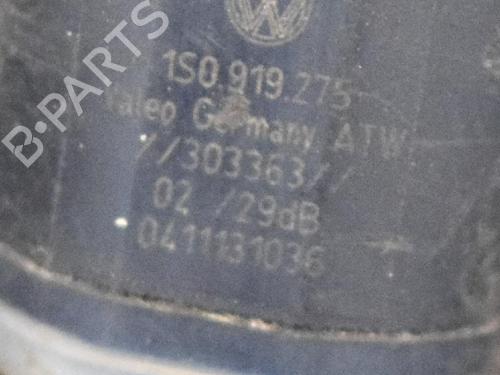 B-PARTS
1S0.919.275
Valeo Germany ATW
//303363//
02 /29dB
0411131036